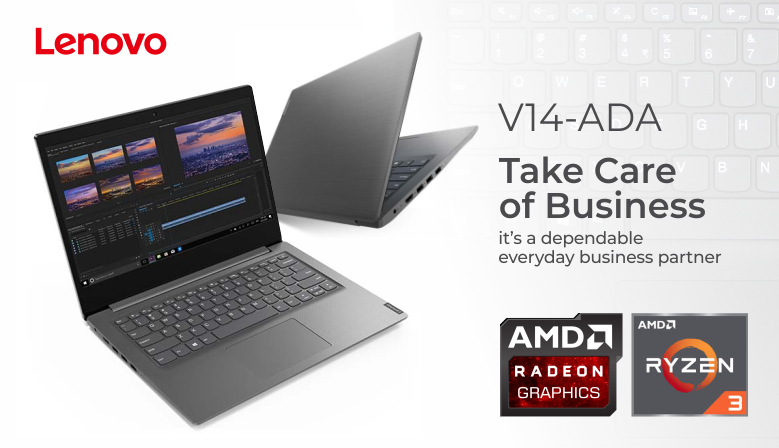 Lenovo
V14-ADA
Take Care
of Business
it's a dependable
everyday business partner
AMD
RADEON
GRAPHICS
AMD
RYZEN
3